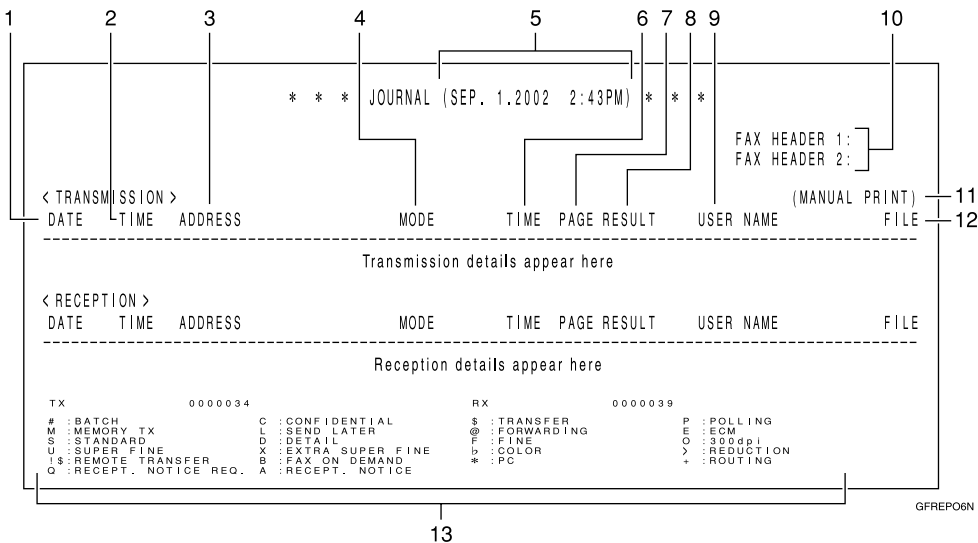 1 2 3 4 5 6 7 8 9 10
* * * JOURNAL (SEP. 1.2002 2:43PM) * * *
FAX HEADER 1:
FAX HEADER 2:
< TRANSMISSION >
(MANUAL PRINT) 11
DATE TIME ADDRESS MODE TIME PAGE RESULT USER NAME FILE 12
Transmission details appear here
< RECEPTION >
DATE TIME ADDRESS MODE TIME PAGE RESULT USER NAME FILE
Reception details appear here
TX 0000034 RX 0000039
# :BATCH C :CONFIDENTIAL $ :TRANSFER P :POLLING
M :MEMORY TX L :SEND LATER @ :FORWARDING E :ECM
S :STANDARD D :DETAIL F :FINE O :300dpi
U :SUPER FINE X :EXTRA SUPER FINE ♭ :COLOR > :REDUCTION
!$:REMOTE TRANSFER B :FAX ON DEMAND * :PC + :ROUTING
Q :RECEPT. NOTICE REQ. A :RECEPT. NOTICE
13
GFREPO6N